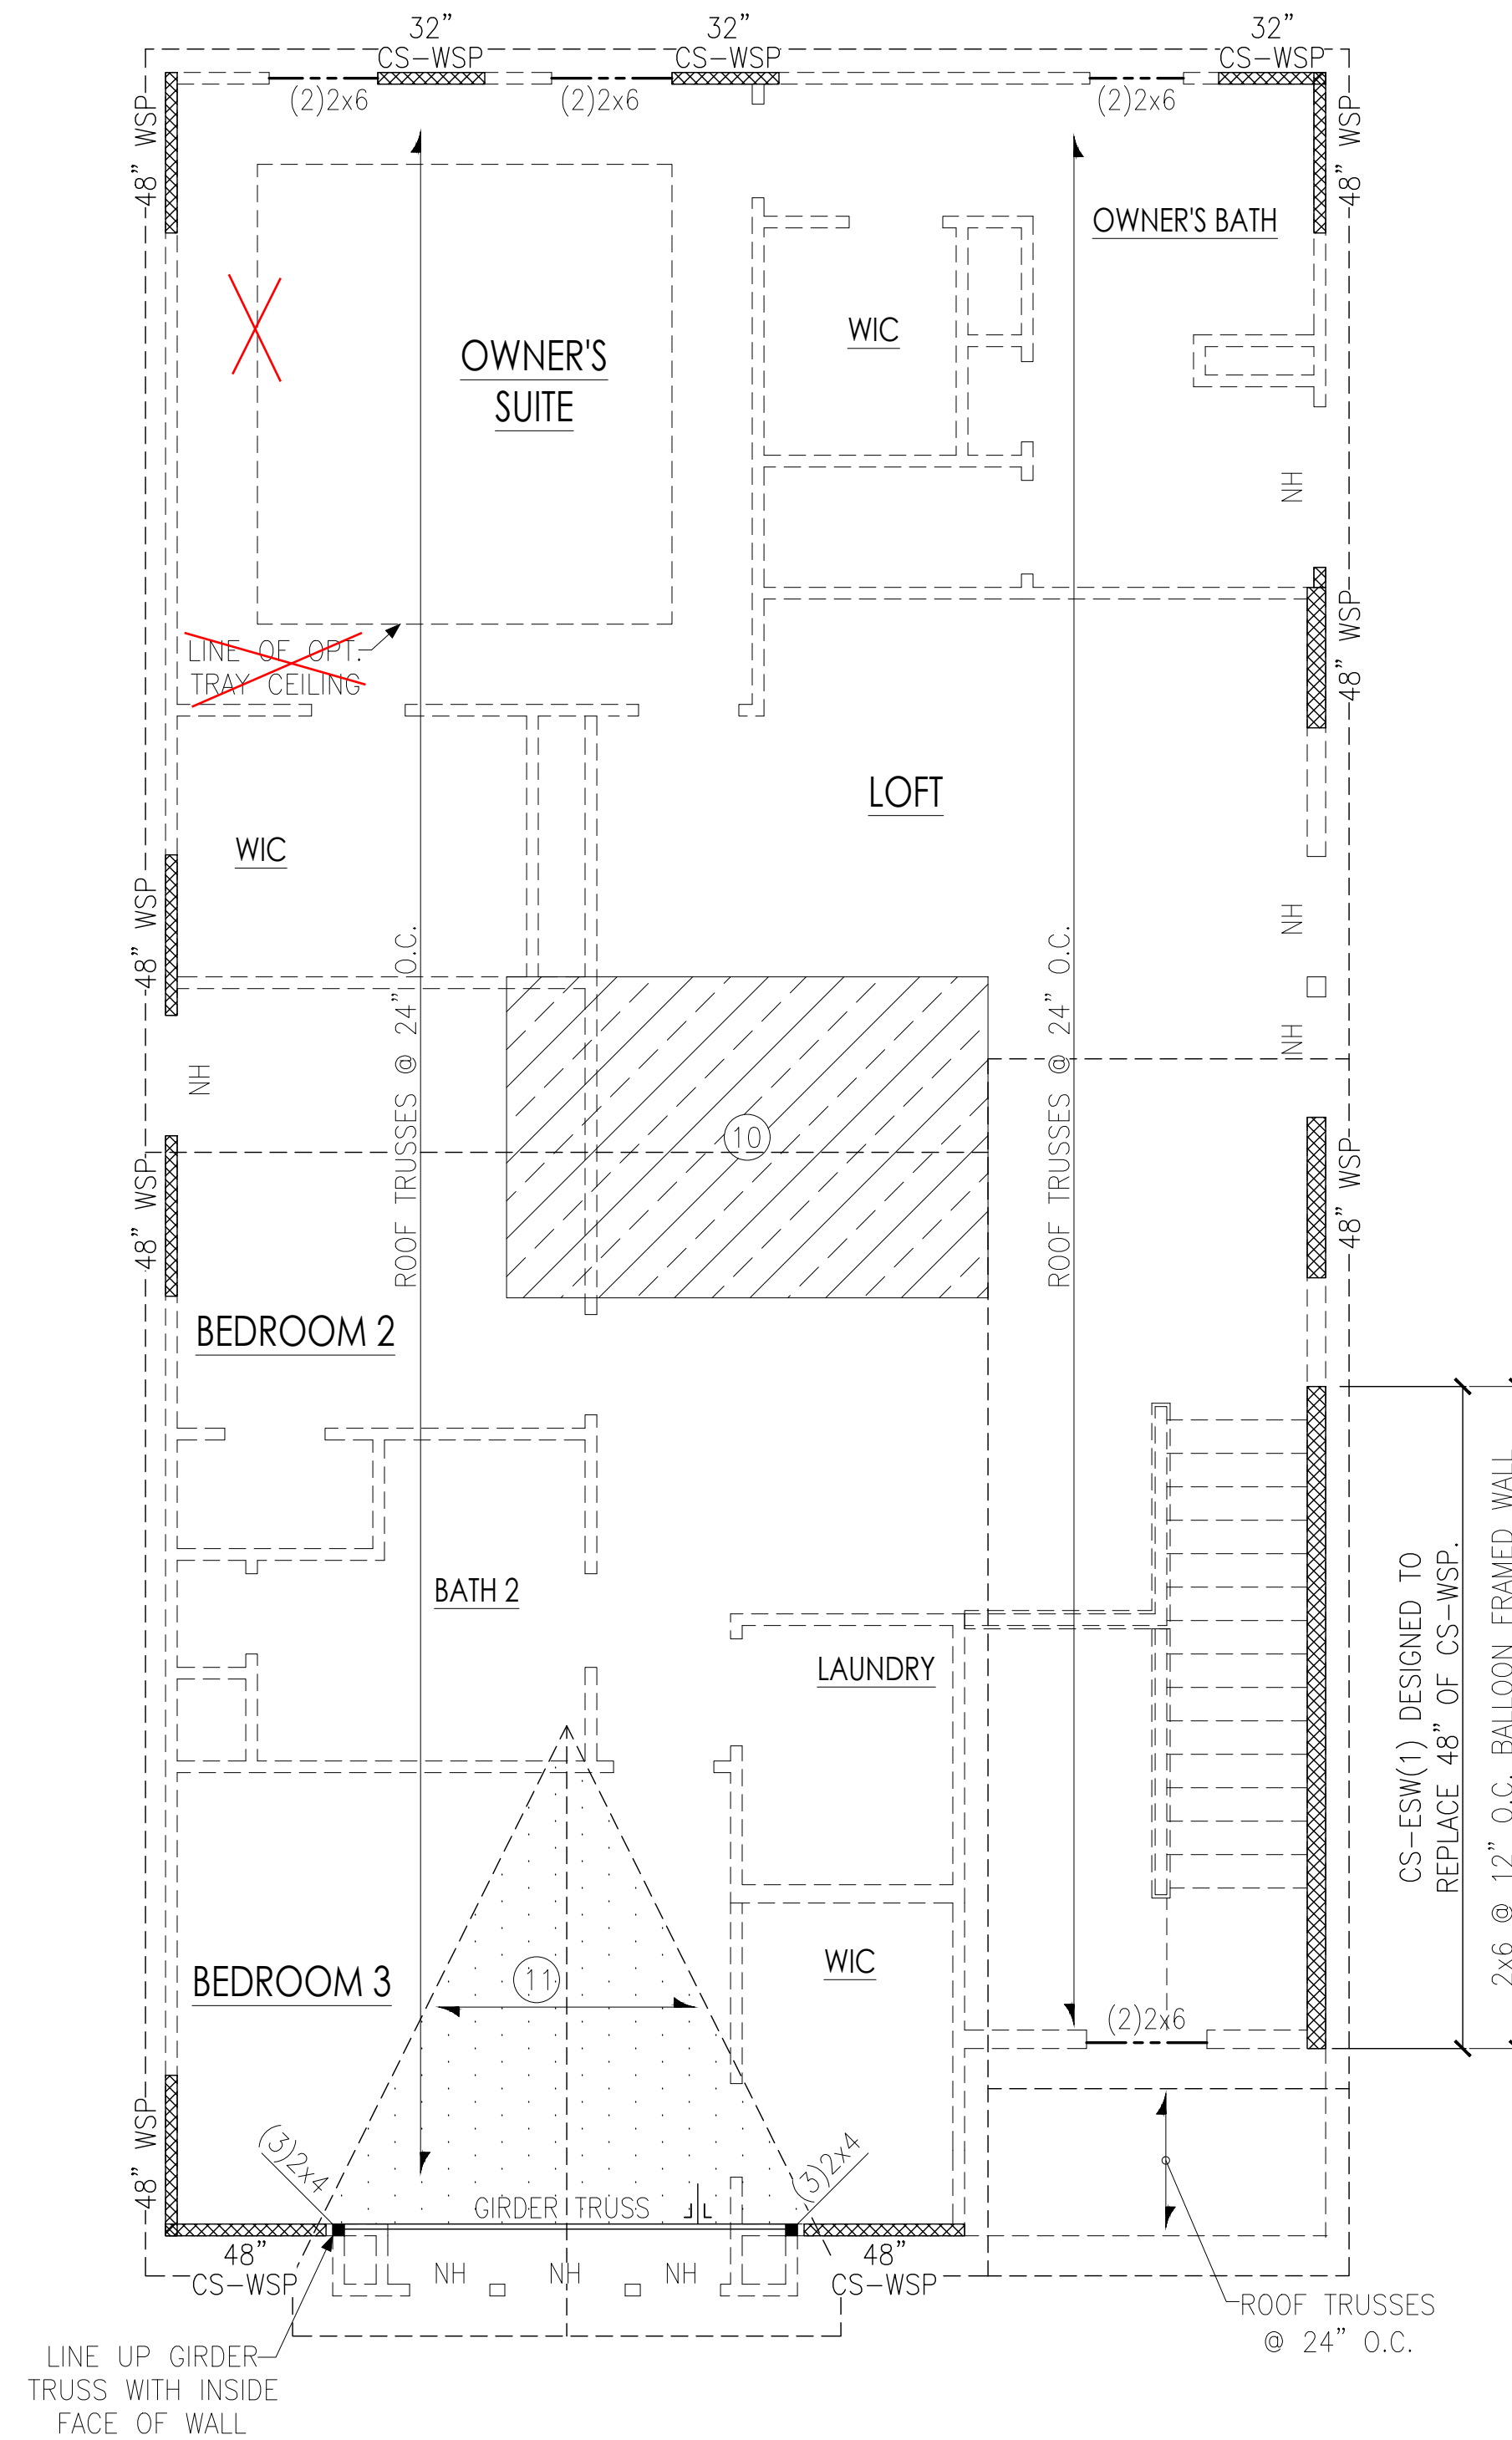 32"
CS-WSP
32"
CS-WSP
32"
CS-WSP
(2)2x6
(2)2x6
(2)2x6
48" WSP
48" WSP
OWNER'S BATH
WIC
OWNER'S
SUITE
NH
LINE OF OPT.
TRAY CEILING
48" WSP
LOFT
WIC
48" WSP
NH
NH
NH
ROOF TRUSSES @ 24" O.C.
ROOF TRUSSES @ 24" O.C.
10
48" WSP
48" WSP
BEDROOM 2
BATH 2
LAUNDRY
CS-ESW(1) DESIGNED TO
REPLACE 48" OF CS-WSP.
2x6 @ 12" O.C. BALLOON FRAMED WALL
BEDROOM 3
11
WIC
(2)2x6
48" WSP
(3)2x4
(3)2x4
GIRDER TRUSS
48"
CS-WSP
NH
NH
NH
48"
CS-WSP
ROOF TRUSSES
@ 24" O.C.
LINE UP GIRDER
TRUSS WITH INSIDE
FACE OF WALL